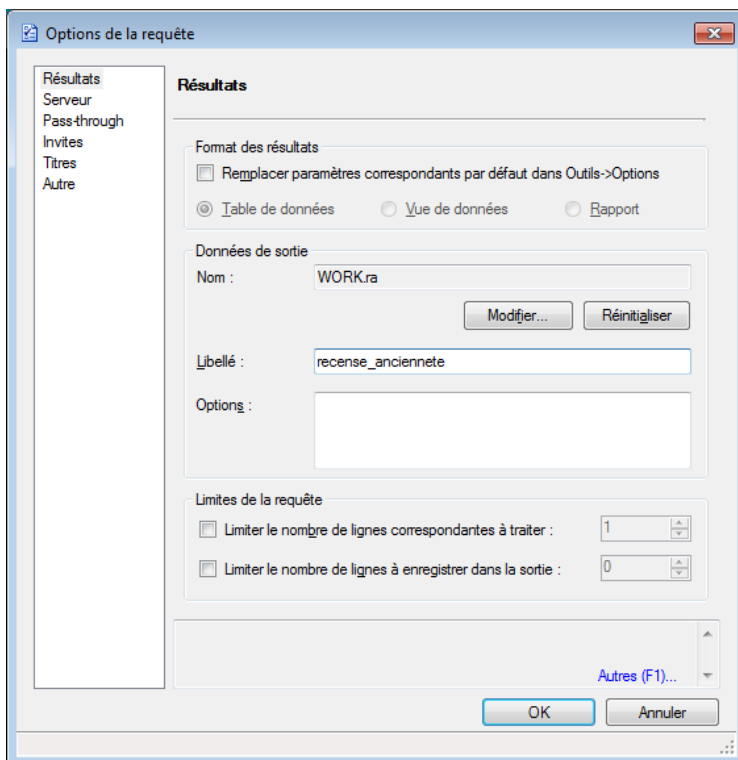 Options de la requête
Résultats
Serveur
Pass-through
Invites
Titres
Autre
Résultats
Format des résultats
Remplacer paramètres correspondants par défaut dans Outils->Options
Table de données Vue de données Rapport
Données de sortie
Nom : WORK.ra
Modifier... Réinitialiser
Libellé : recense_anciennete
Options :
Limites de la requête
Limiter le nombre de lignes correspondantes à traiter : 1
Limiter le nombre de lignes à enregistrer dans la sortie : 0
Autres (F1)...
OK Annuler